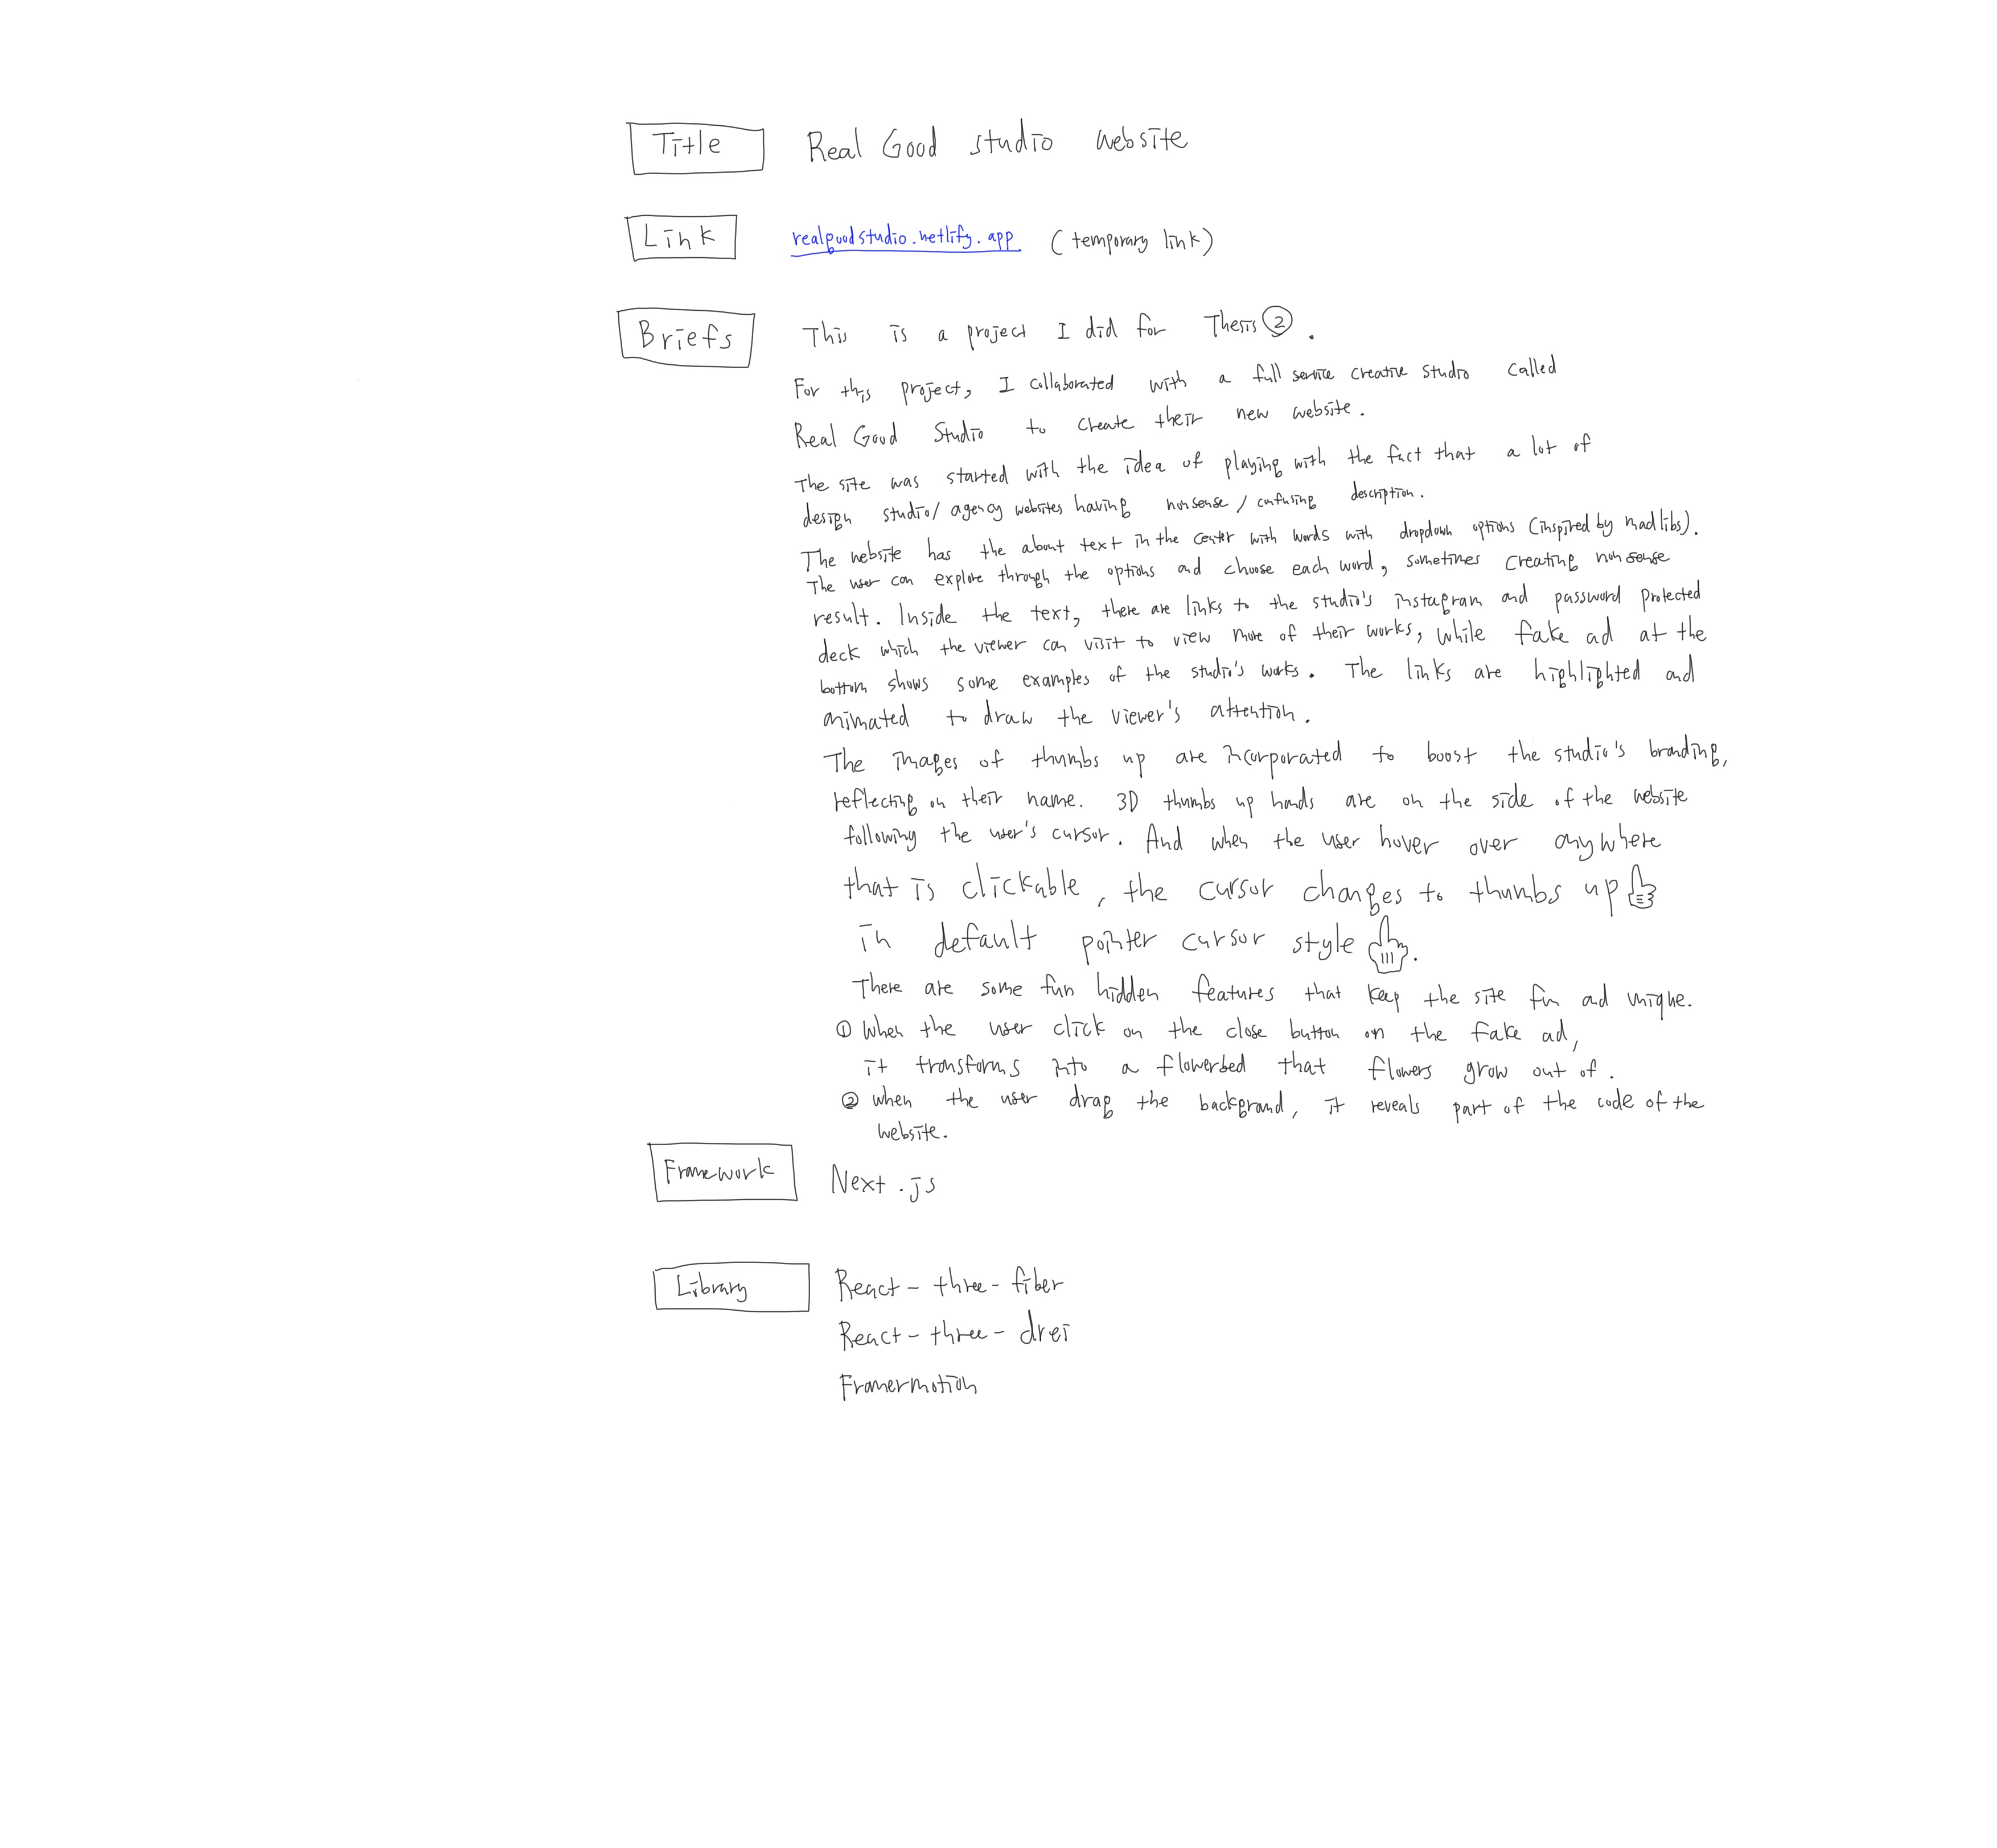 Title Real Good studio website
Link realgoodstudio.netlify.app (temporary link)
Briefs This is a project I did for Thesis ②.
For this project, I collaborated with a full service creative studio called
Real Good Studio to create their new website.
The site was started with the idea of playing with the fact that a lot of
design studio/agency websites having nonsense/confusing description.
The website has the about text in the center with words with dropdown options (inspired by madlibs).
The user can explore through the options and choose each word, sometimes creating nonsense
result. Inside the text, there are links to the studio's instagram and password protected
deck which the viewer can visit to view more of their works, while fake ad at the
bottom shows some examples of the studio's works. The links are highlighted and
animated to draw the viewer's attention.
The images of thumbs up are incorporated to boost the studio's branding,
reflecting on their name. 3D thumbs up hands are on the side of the website
following the user's cursor. And when the user hover over anywhere
that is clickable, the cursor changes to thumbs up
in default pointer cursor style.
There are some fun hidden features that keep the site fun ad unique.
① When the user click on the close button on the fake ad,
it transforms into a flowerbed that flowers grow out of.
② when the user drag the background, it reveals part of the code of the
website.
Framework Next.js
Library React-three-fiber
React-three-drei
Framermotion